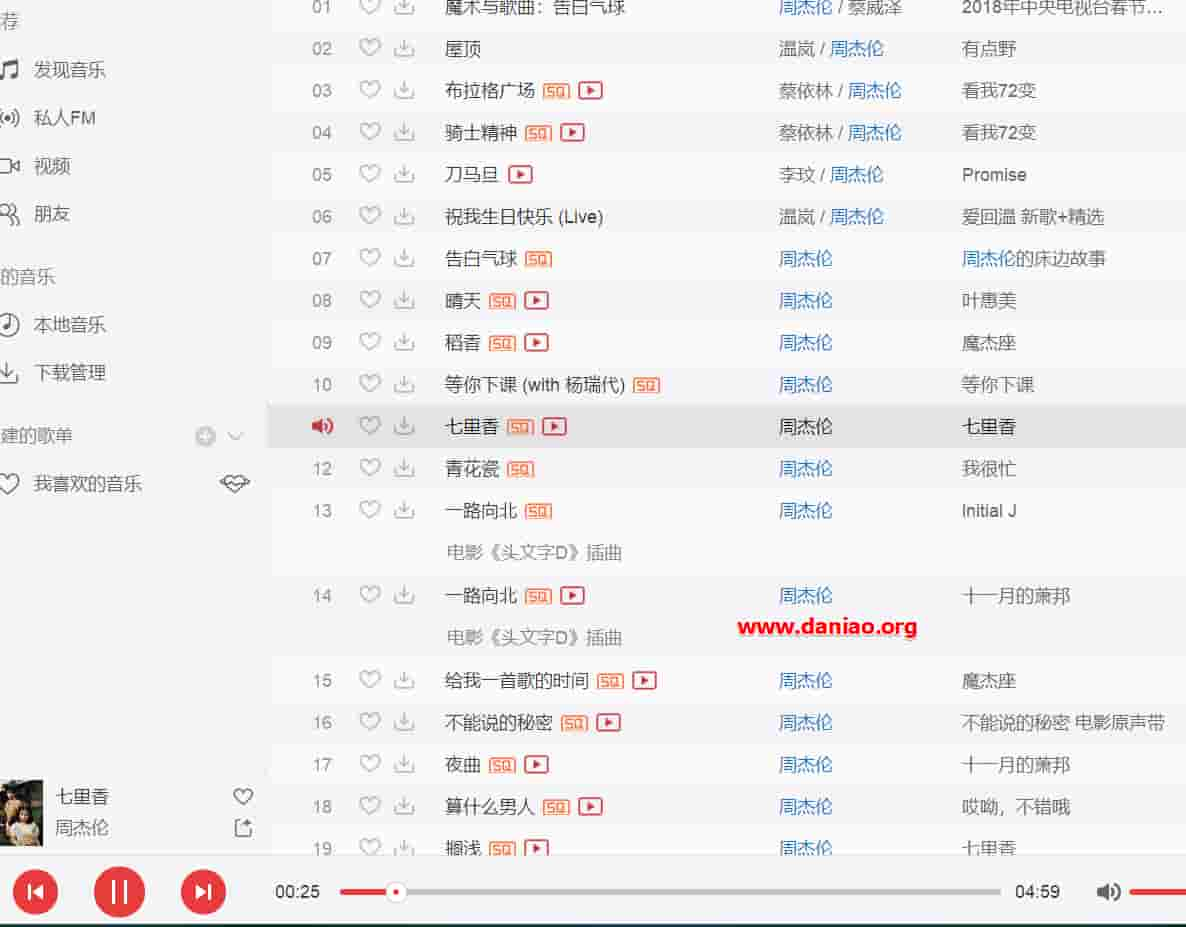 荐
发现音乐
私人FM
视频
朋友
的音乐
本地音乐
下载管理
建的歌单
我喜欢的音乐
01 魔术与歌曲：告白气球 周杰伦 / 蔡威泽 2018年中央电视台春节...
02 屋顶 温岚 / 周杰伦 有点野
03 布拉格广场 SQ 蔡依林 / 周杰伦 看我72变
04 骑士精神 SQ 蔡依林 / 周杰伦 看我72变
05 刀马旦 李玟 / 周杰伦 Promise
06 祝我生日快乐 (Live) 温岚 / 周杰伦 爱回温 新歌+精选
07 告白气球 SQ 周杰伦 周杰伦的床边故事
08 晴天 SQ 周杰伦 叶惠美
09 稻香 SQ 周杰伦 魔杰座
10 等你下课 (with 杨瑞代) SQ 周杰伦 等你下课
七里香 SQ 周杰伦 七里香
12 青花瓷 SQ 周杰伦 我很忙
13 一路向北 SQ 周杰伦 Initial J
电影《头文字D》插曲
14 一路向北 SQ 周杰伦 十一月的萧邦
www.daniao.org
电影《头文字D》插曲
15 给我一首歌的时间 SQ 周杰伦 魔杰座
16 不能说的秘密 SQ 周杰伦 不能说的秘密 电影原声带
17 夜曲 SQ 周杰伦 十一月的萧邦
18 算什么男人 SQ 周杰伦 哎呦，不错哦
19 搁浅 SQ 周杰伦 七里香
七里香
周杰伦
00:25 04:59